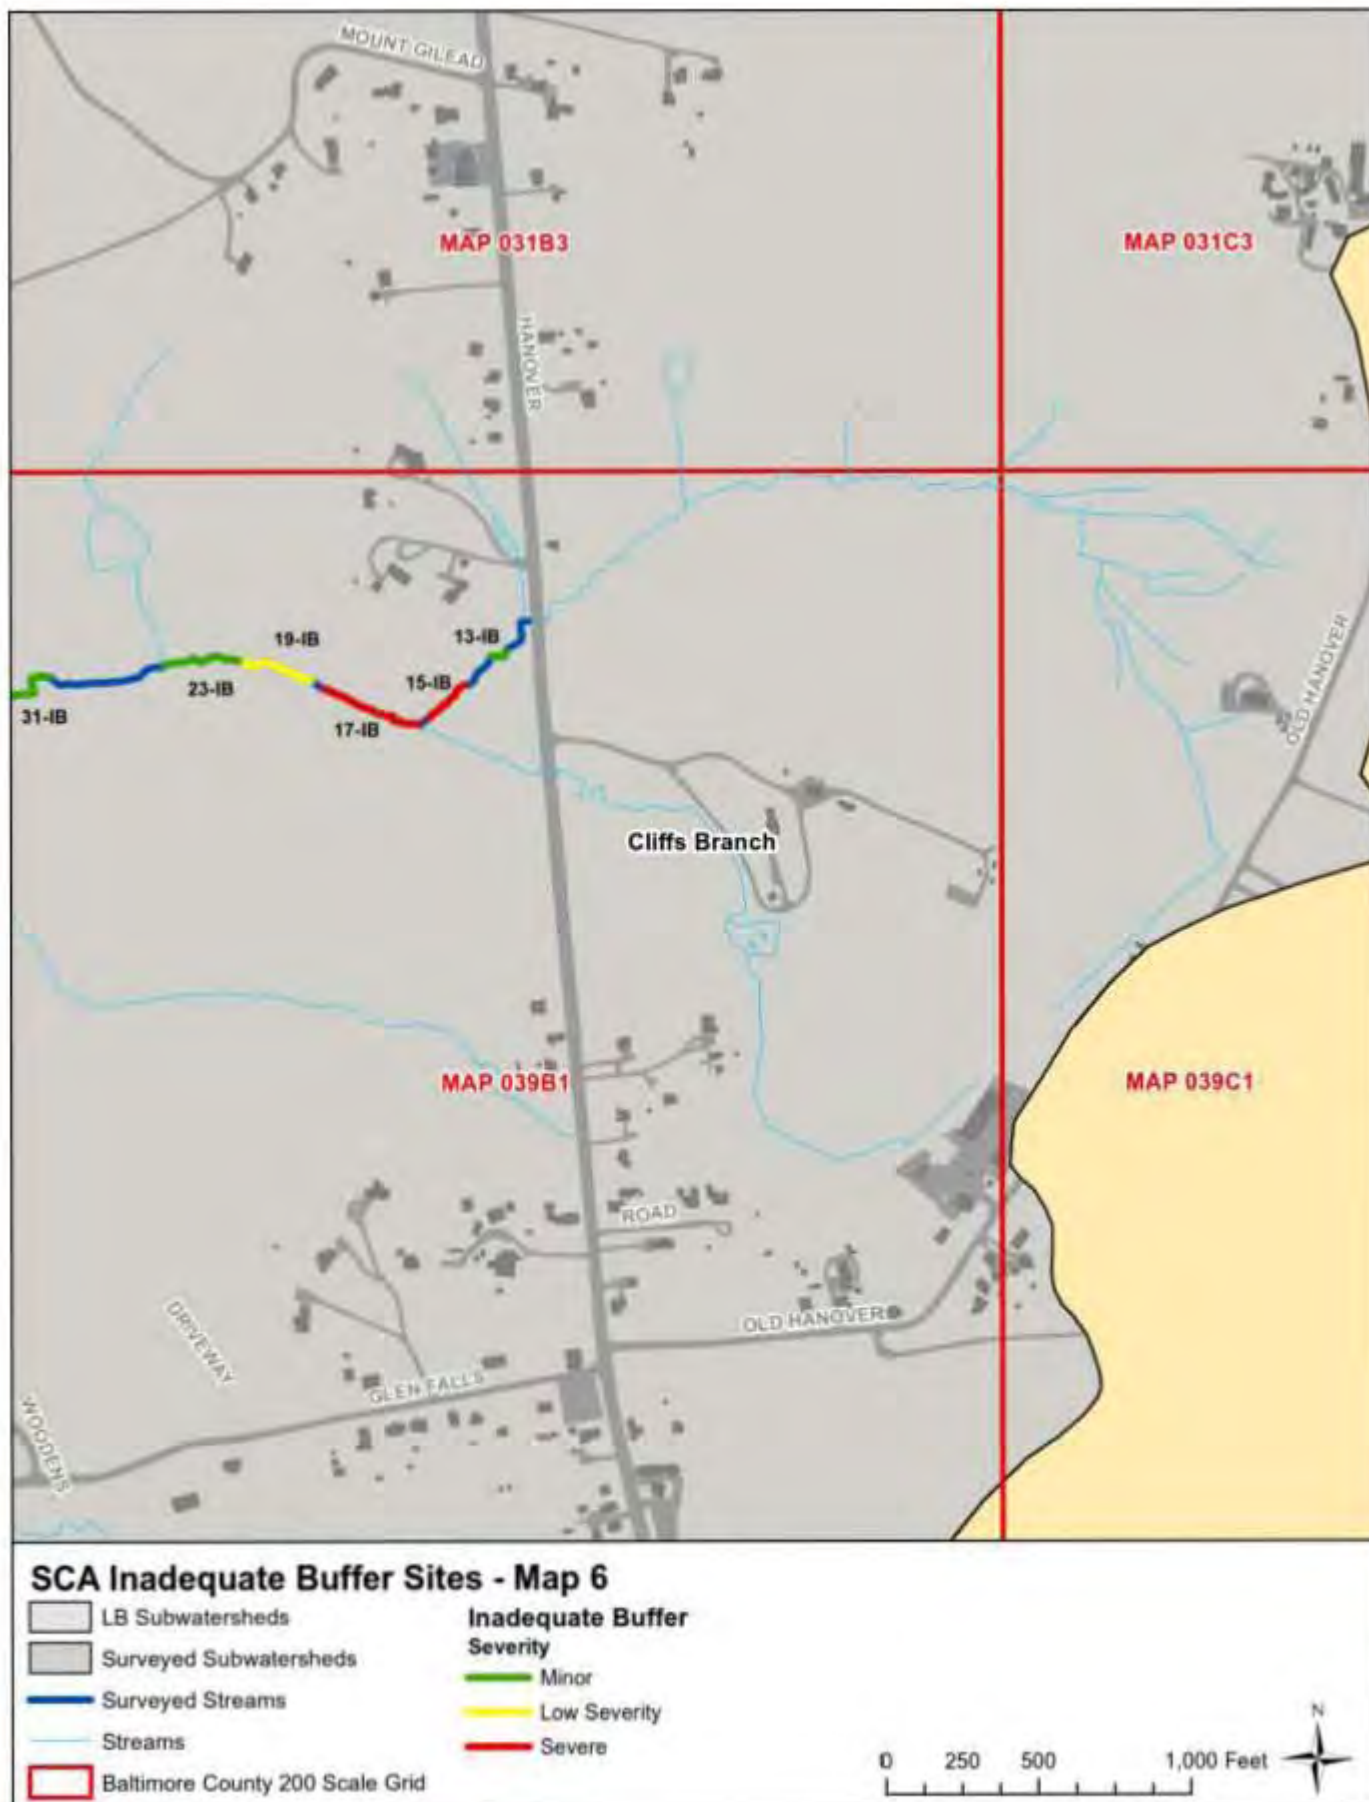 MOUNT GILEAD
MAP 031B3
MAP 031C3
HANOVER
19-IB
13-IB
15-IB
23-IB
31-IB
17-IB
OLD HANOVER
Cliffs Branch
MAP 039B1
MAP 039C1
ROAD
DRIVEWAY
OLD HANOVER
GLEN FALLS
WOODENS
SCA Inadequate Buffer Sites - Map 6
LB Subwatersheds
Surveyed Subwatersheds
Surveyed Streams
Streams
Baltimore County 200 Scale Grid
Inadequate Buffer
Severity
Minor
Low Severity
Severe
N
0 250 500 1,000 Feet